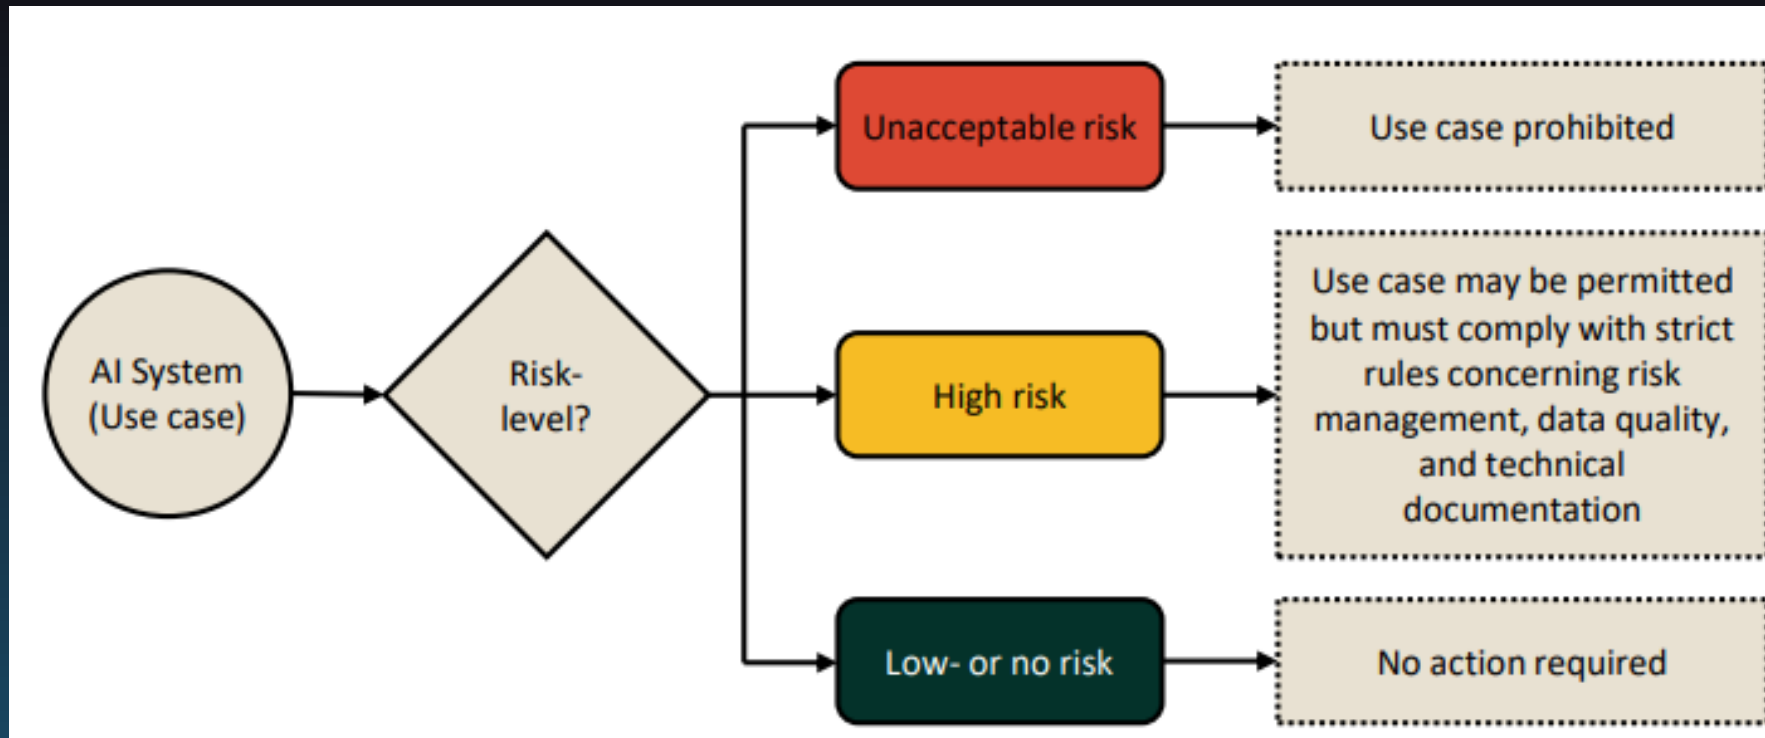 AI System
(Use case)
Risk-
level?
Unacceptable risk
Use case prohibited
High risk
Use case may be permitted
but must comply with strict
rules concerning risk
management, data quality,
and technical
documentation
Low- or no risk
No action required